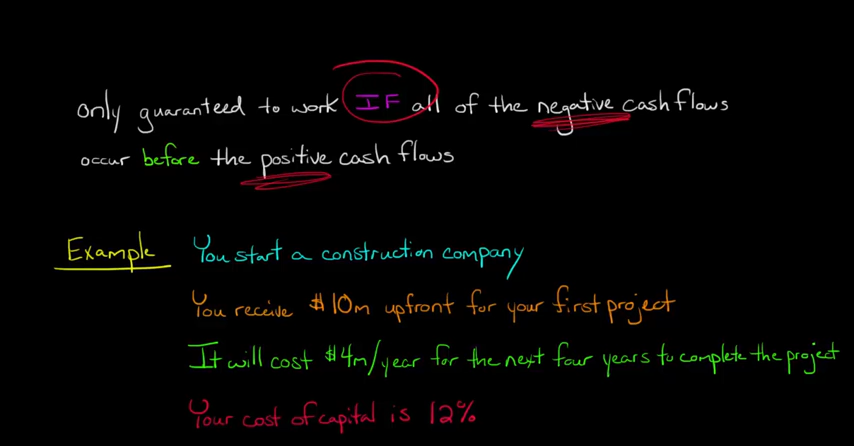 only guaranteed to work IF all of the negative cash flows
occur before the positive cash flows
Example You start a construction company
You receive $10m upfront for your first project
It will cost $4m/year for the next four years to complete the project
Your cost of capital is 12%